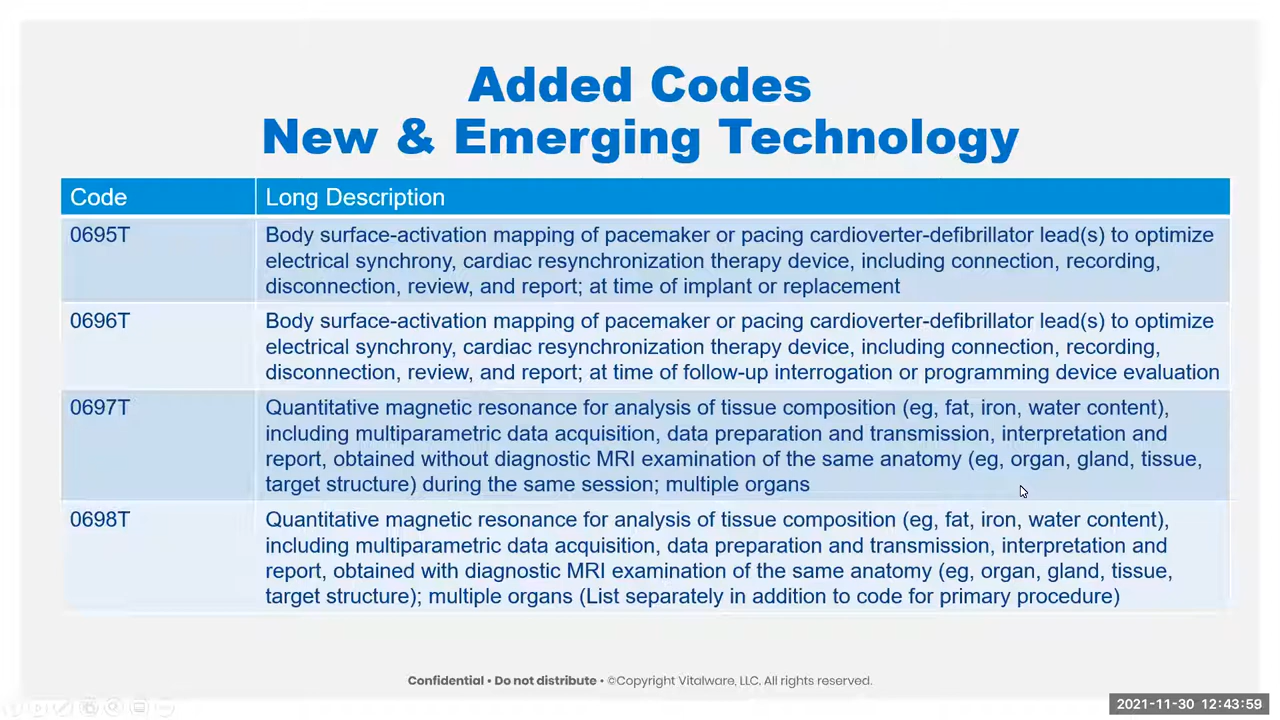 Added Codes
New & Emerging Technology
Code
Long Description
0695T
Body surface-activation mapping of pacemaker or pacing cardioverter-defibrillator lead(s) to optimize
electrical synchrony, cardiac resynchronization therapy device, including connection, recording,
disconnection, review, and report; at time of implant or replacement
0696T
Body surface-activation mapping of pacemaker or pacing cardioverter-defibrillator lead(s) to optimize
electrical synchrony, cardiac resynchronization therapy device, including connection, recording,
disconnection, review, and report; at time of follow-up interrogation or programming device evaluation
0697T
Quantitative magnetic resonance for analysis of tissue composition (eg, fat, iron, water content),
including multiparametric data acquisition, data preparation and transmission, interpretation and
report, obtained without diagnostic MRI examination of the same anatomy (eg, organ, gland, tissue,
target structure) during the same session; multiple organs
0698T
Quantitative magnetic resonance for analysis of tissue composition (eg, fat, iron, water content),
including multiparametric data acquisition, data preparation and transmission, interpretation and
report, obtained with diagnostic MRI examination of the same anatomy (eg, organ, gland, tissue,
target structure); multiple organs (List separately in addition to code for primary procedure)
Confidential • Do not distribute • ©Copyright Vitalware, LLC. All rights reserved.
2021-11-30 12:43:59